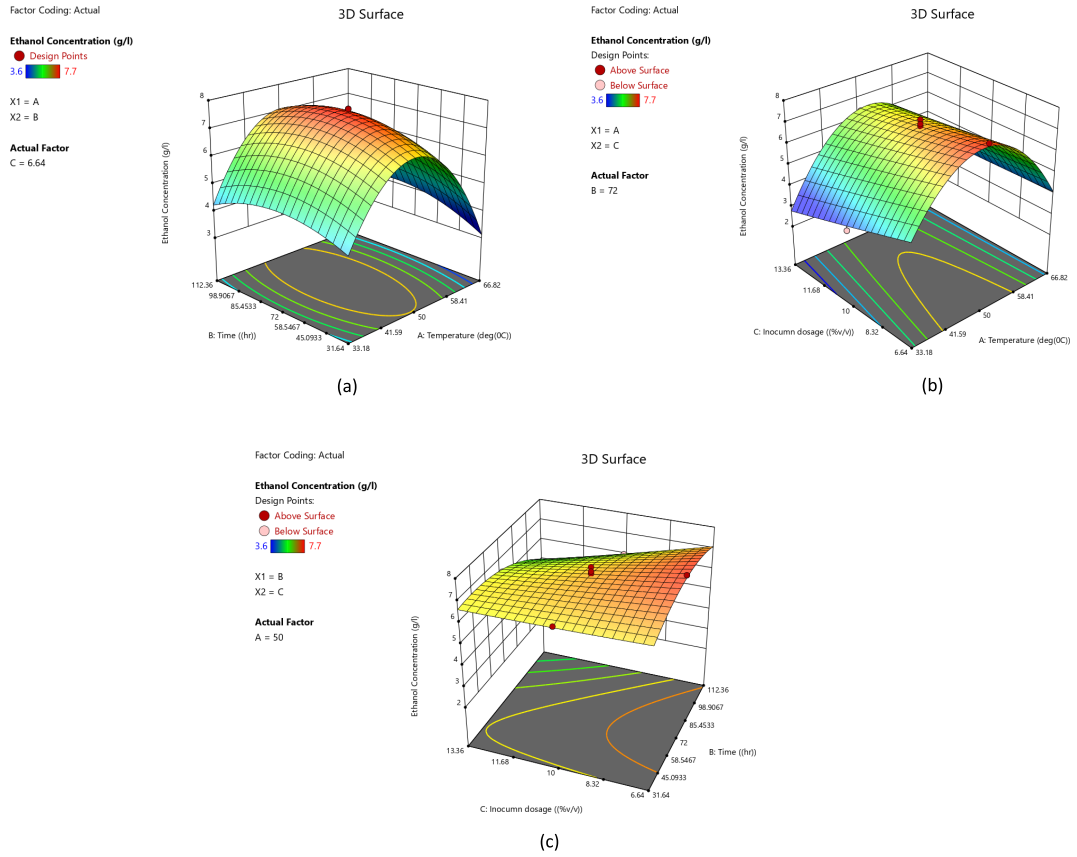 Factor Coding: Actual
3D Surface
Ethanol Concentration (g/l)
Design Points
3.6 7.7
X1 = A
X2 = B
Actual Factor
C = 6.64
Ethanol Concentration (g/l)
8
7
6
5
4
3
112.36
98.9067
85.4533
72
58.5467
45.0933
31.64
33.18
41.59
50
58.41
66.82
B: Time ((hr))
A: Temperature (deg(0C))
(a)
Factor Coding: Actual
3D Surface
Ethanol Concentration (g/l)
Design Points:
Above Surface
Below Surface
3.6 7.7
X1 = A
X2 = C
Actual Factor
B = 72
Ethanol Concentration (g/l)
8
7
6
5
4
3
2
13.36
11.68
10
8.32
6.64
33.18
41.59
50
58.41
66.82
C: Inocumn dosage ((%v/v))
A: Temperature (deg(0C))
(b)
Factor Coding: Actual
3D Surface
Ethanol Concentration (g/l)
Design Points:
Above Surface
Below Surface
3.6 7.7
X1 = B
X2 = C
Actual Factor
A = 50
Ethanol Concentration (g/l)
8
7
6
5
4
3
2
13.36
11.68
10
8.32
6.64
31.64
45.0933
58.5467
72
85.4533
98.9067
112.36
B: Time ((hr))
C: Inocumn dosage ((%v/v))
(c)